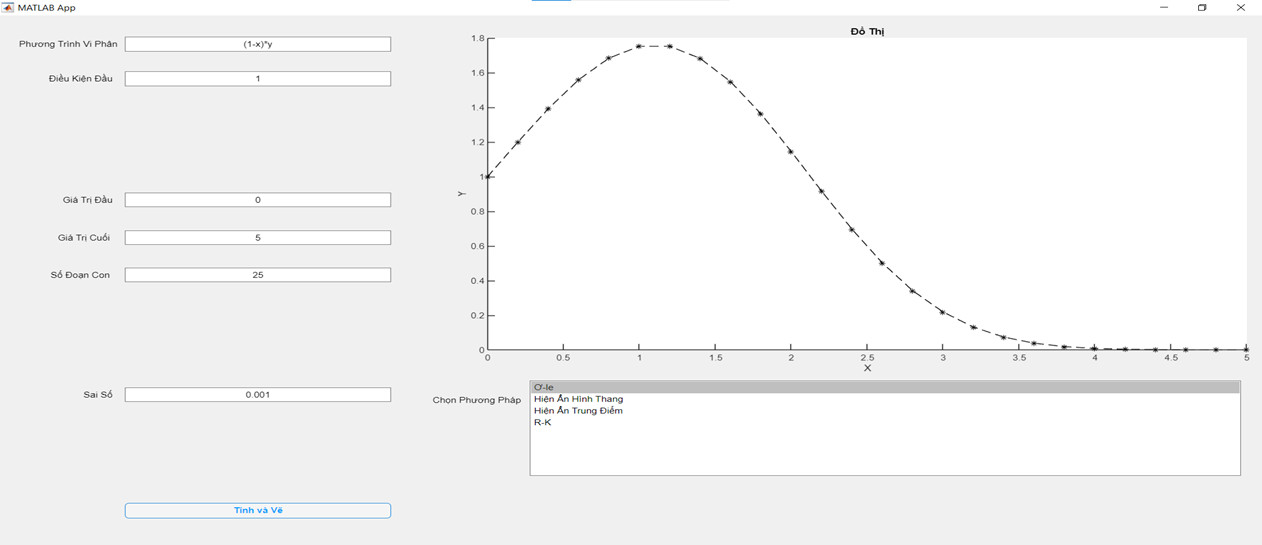 MATLAB App
Phương Trình Vi Phân
(1-x)*y
Điều Kiện Đầu
1
Giá Trị Đầu
0
Giá Trị Cuối
5
Số Đoạn Con
25
Sai Số
0.001
Tính và Vẽ
Đồ Thị
1.8
1.6
1.4
1.2
1
0.8
0.6
0.4
0.2
0
Y
0 0.5 1 1.5 2 2.5 3 3.5 4 4.5 5
X
Chọn Phương Pháp
Ơ-le
Hiện Ẩn Hình Thang
Hiện Ẩn Trung Điểm
R-K